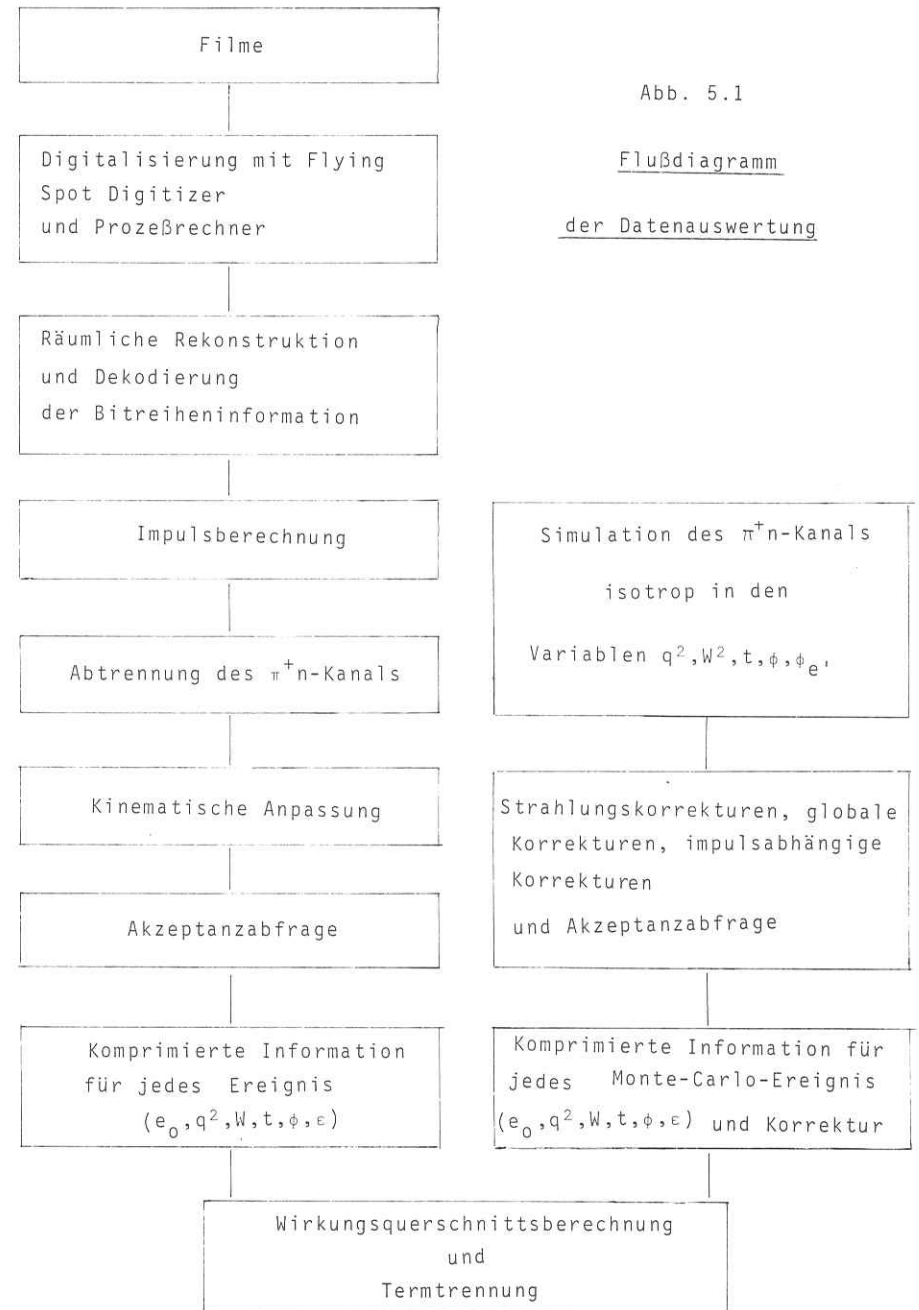 Filme
Abb. 5.1
Flußdiagramm
der Datenauswertung
Digitalisierung mit Flying
Spot Digitizer
und Prozeßrechner
Räumliche Rekonstruktion
und Dekodierung
der Bitreiheninformation
Impulsberechnung
Abtrennung des π⁺n-Kanals
Kinematische Anpassung
Akzeptanzabfrage
Komprimierte Information
für jedes Ereignis
(e₀,q²,W,t,φ,ε)
Simulation des π⁺n-Kanals
isotrop in den
Variablen q²,W²,t,φ,φₑ'
Strahlungskorrekturen, globale
Korrekturen, impulsabhängige
Korrekturen
und Akzeptanzabfrage
Komprimierte Information für
jedes Monte-Carlo-Ereignis
(e₀,q²,W,t,φ,ε) und Korrektur
Wirkungsquerschnittsberechnung
und
Termtrennung